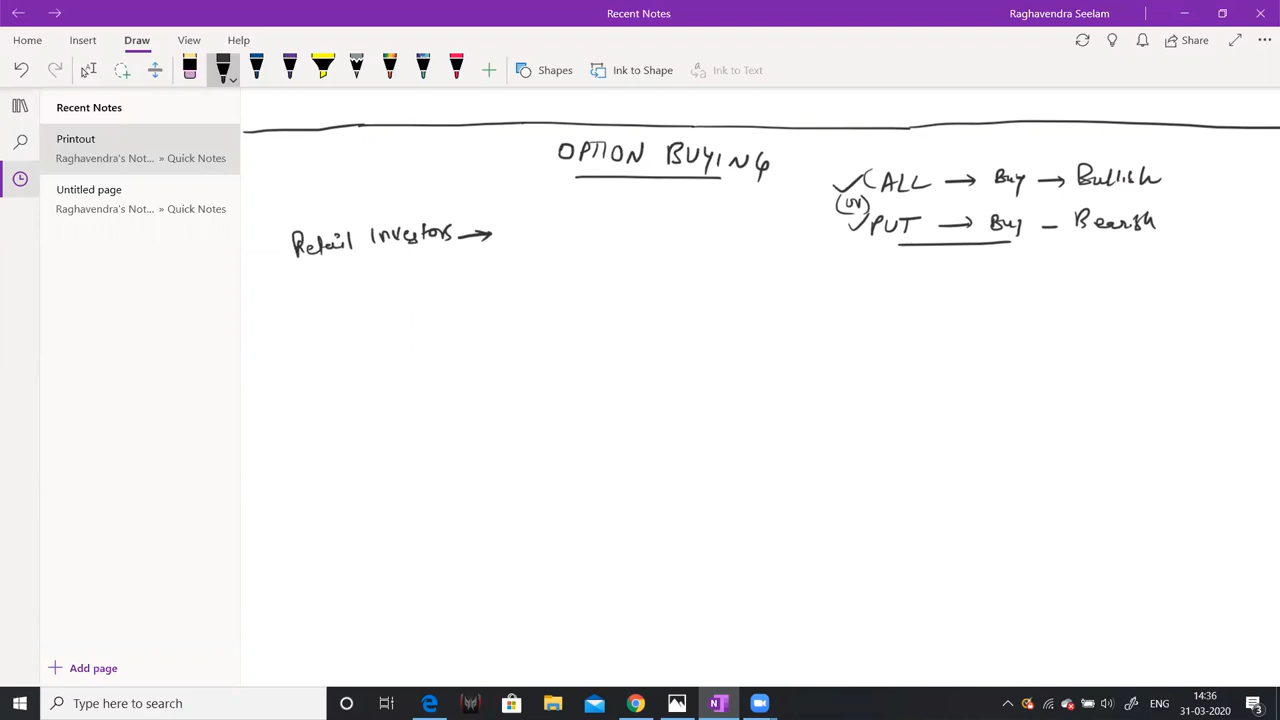 Recent Notes
Raghavendra Seelam
Home Insert Draw View Help
Share
Shapes Ink to Shape Ink to Text
Recent Notes
Printout
Raghavendra's Not... » Quick Notes
Untitled page
Raghavendra's Not... » Quick Notes
OPTION BUYING
CALL → Buy → Bullish
(or)
PUT → Buy - Bearish
Retail Investors →
+ Add page
Type here to search
ENG
14:36
31-03-2020
3